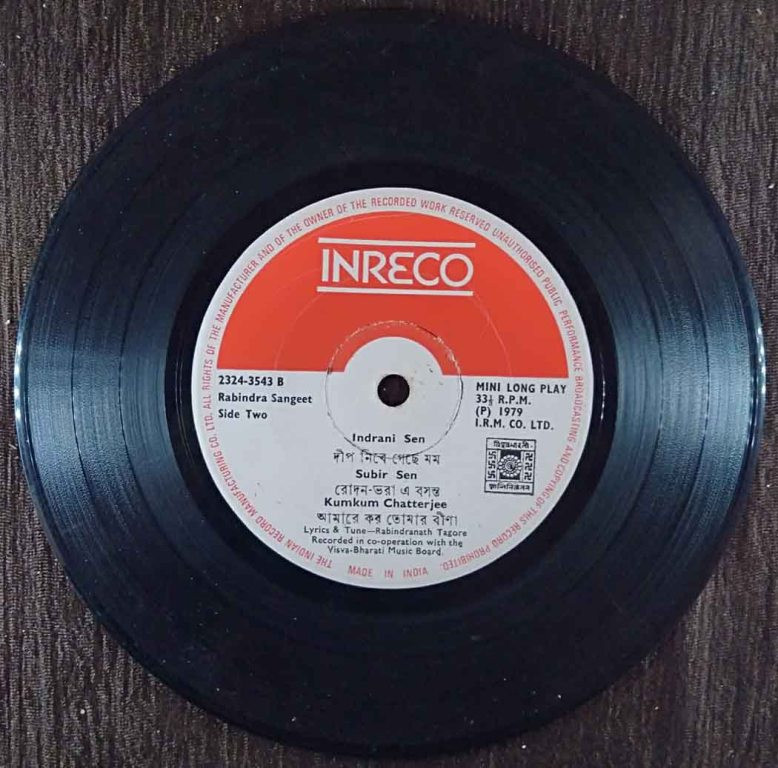 ALL RIGHTS OF THE MANUFACTURER AND OF THE OWNER OF THE RECORDED WORK RESERVED UNAUTHORISED PUBLIC PERFORMANCE BROADCASTING AND COPYING OF THIS RECORD PROHIBITED.
INRECO
2324-3543 B
Rabindra Sangeet
Side Two
MINI LONG PLAY
33⅓ R.P.M.
(P) 1979
I.R.M. CO. LTD.
Indrani Sen
দীপ নিবে গেছে মম
Subir Sen
রোদন-ভরা এ বসন্ত
Kumkum Chatterjee
আমারে কর তোমার বীণা
Lyrics & Tune—Rabindranath Tagore
Recorded in co-operation with the
Visva-Bharati Music Board.
THE INDIAN RECORD MANUFACTURING CO. LTD.
MADE IN INDIA